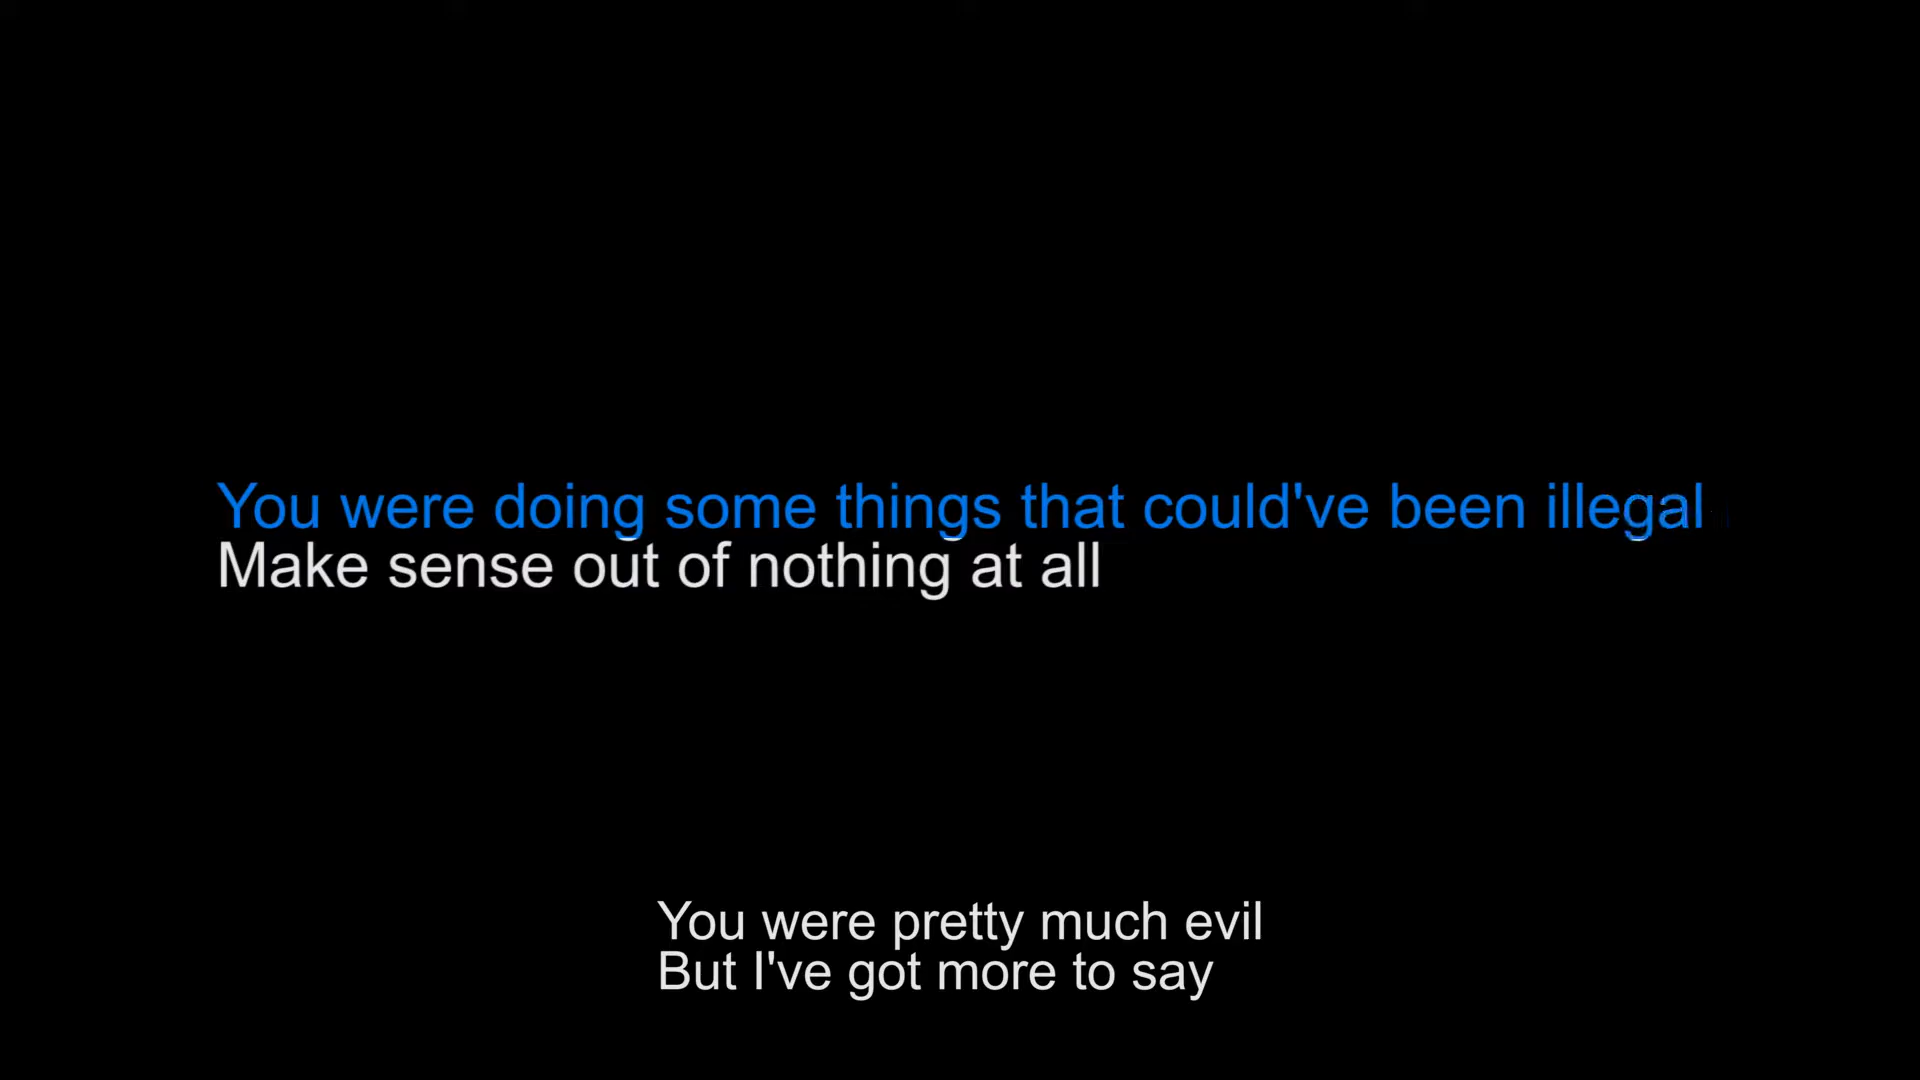 You were doing some things that could've been illegal
Make sense out of nothing at all
You were pretty much evil
But I've got more to say